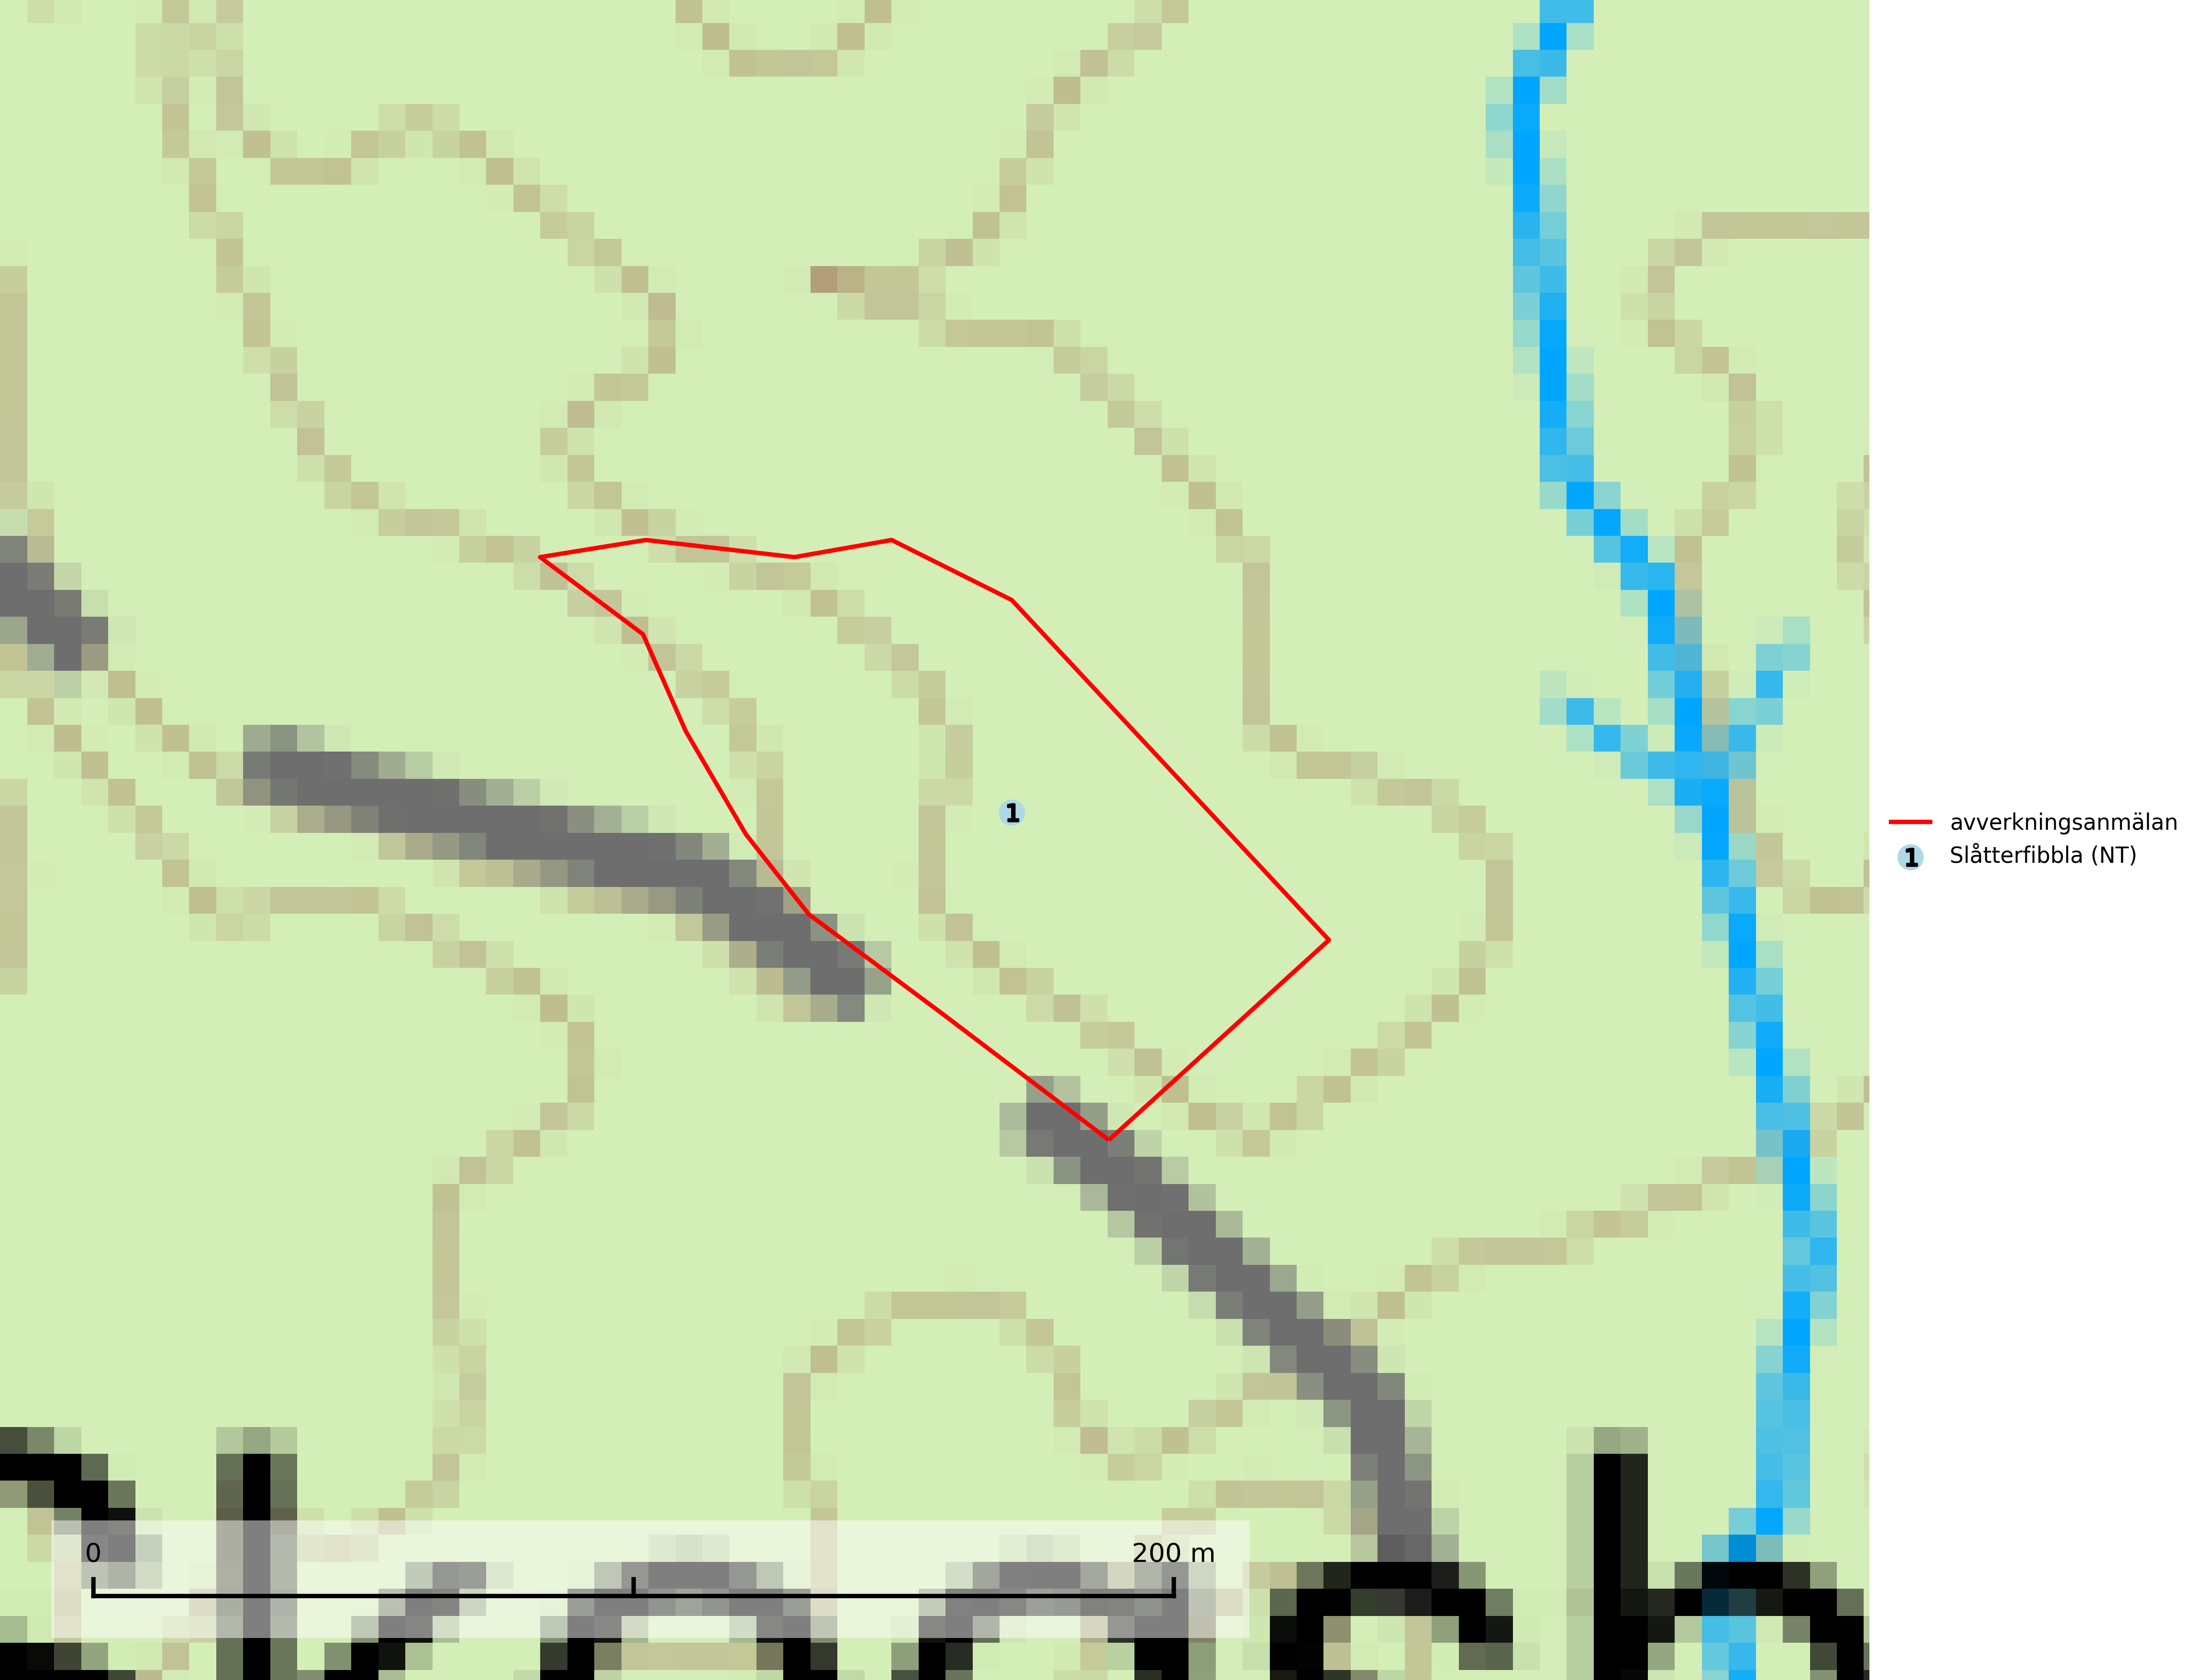 1
avverkningsanmälan
1 Slåtterfibbla (NT)
0 200 m